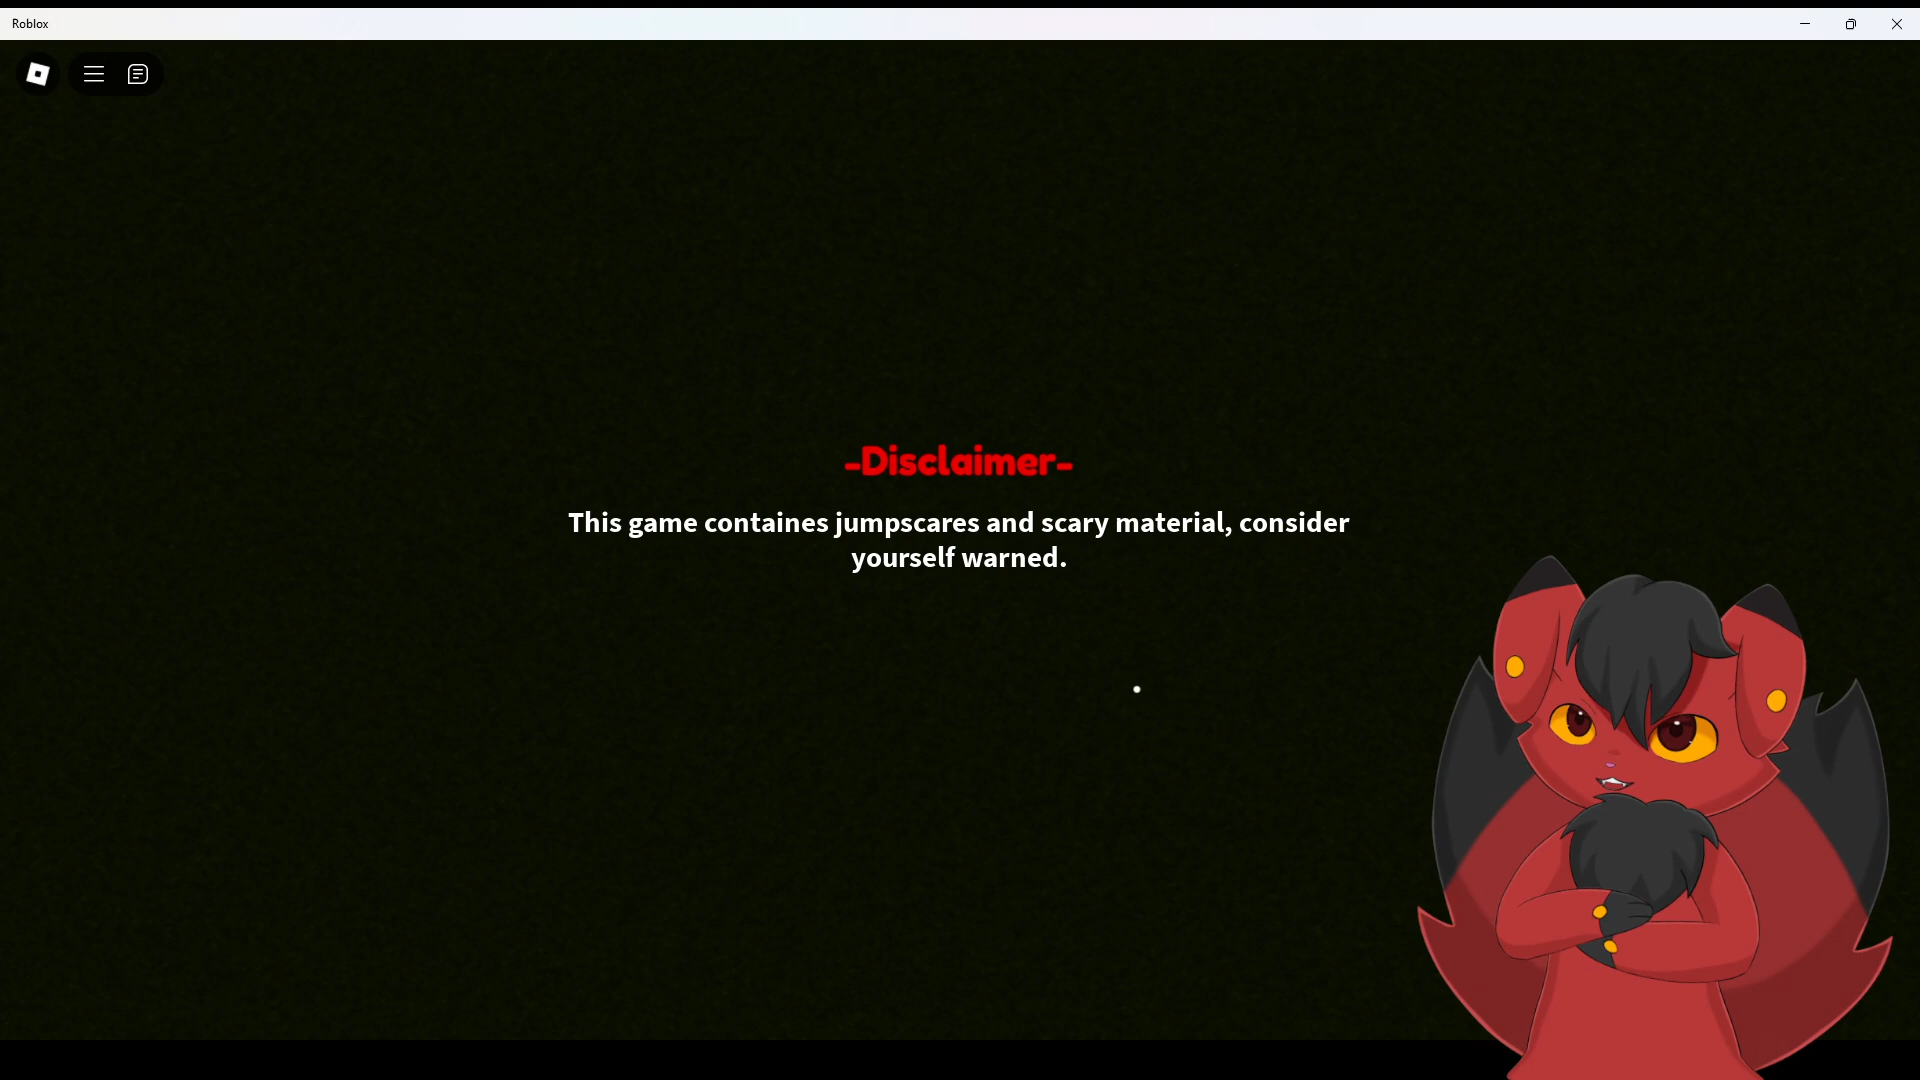 Roblox
-Disclaimer-
This game containes jumpscares and scary material, consider
yourself warned.